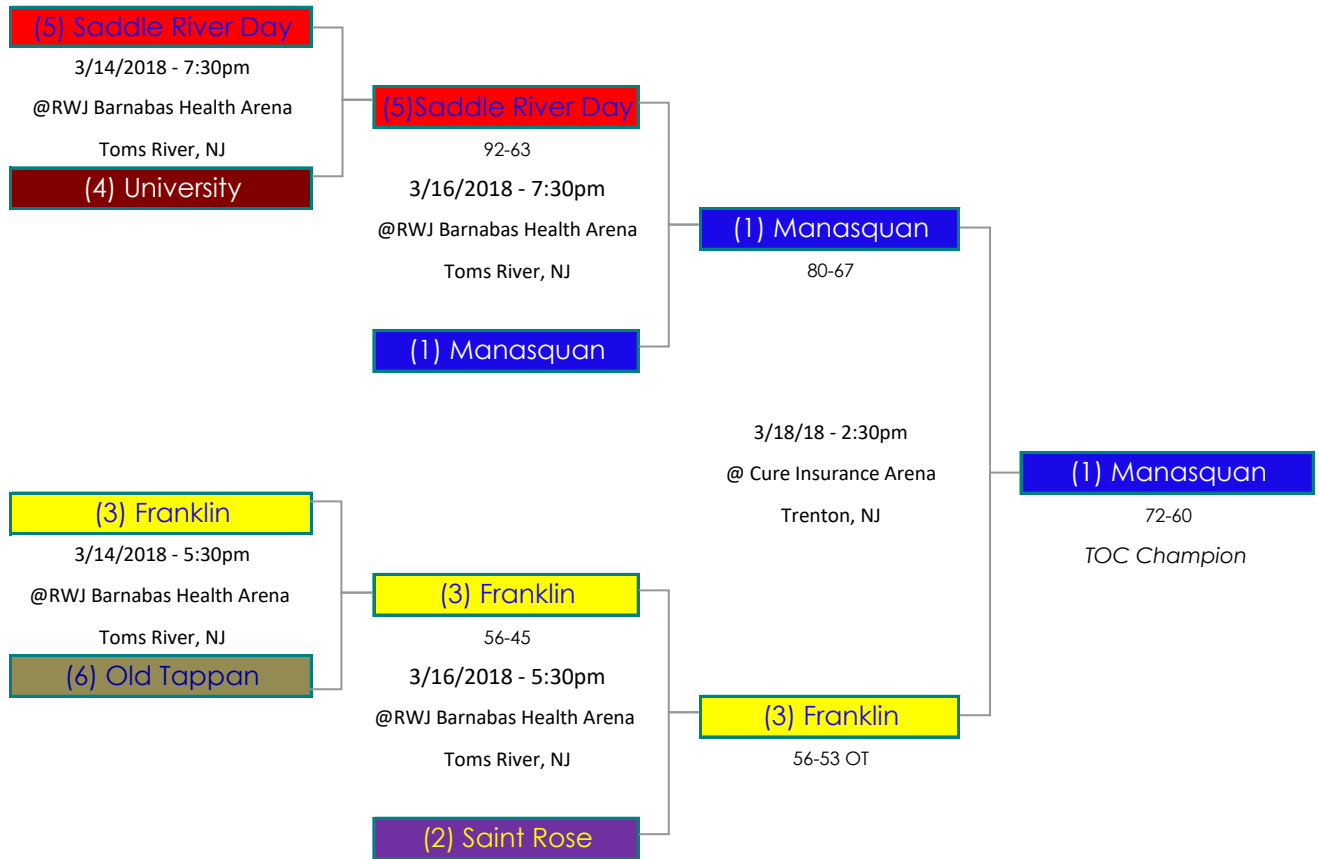 (5) Saddle River Day
3/14/2018 - 7:30pm
@RWJ Barnabas Health Arena
Toms River, NJ
(4) University
(5)Saddle River Day
92-63
3/16/2018 - 7:30pm
@RWJ Barnabas Health Arena
Toms River, NJ
(1) Manasquan
(1) Manasquan
80-67
3/18/18 - 2:30pm
@ Cure Insurance Arena
Trenton, NJ
(1) Manasquan
72-60
TOC Champion
(3) Franklin
3/14/2018 - 5:30pm
@RWJ Barnabas Health Arena
Toms River, NJ
(6) Old Tappan
(3) Franklin
56-45
3/16/2018 - 5:30pm
@RWJ Barnabas Health Arena
Toms River, NJ
(2) Saint Rose
(3) Franklin
56-53 OT